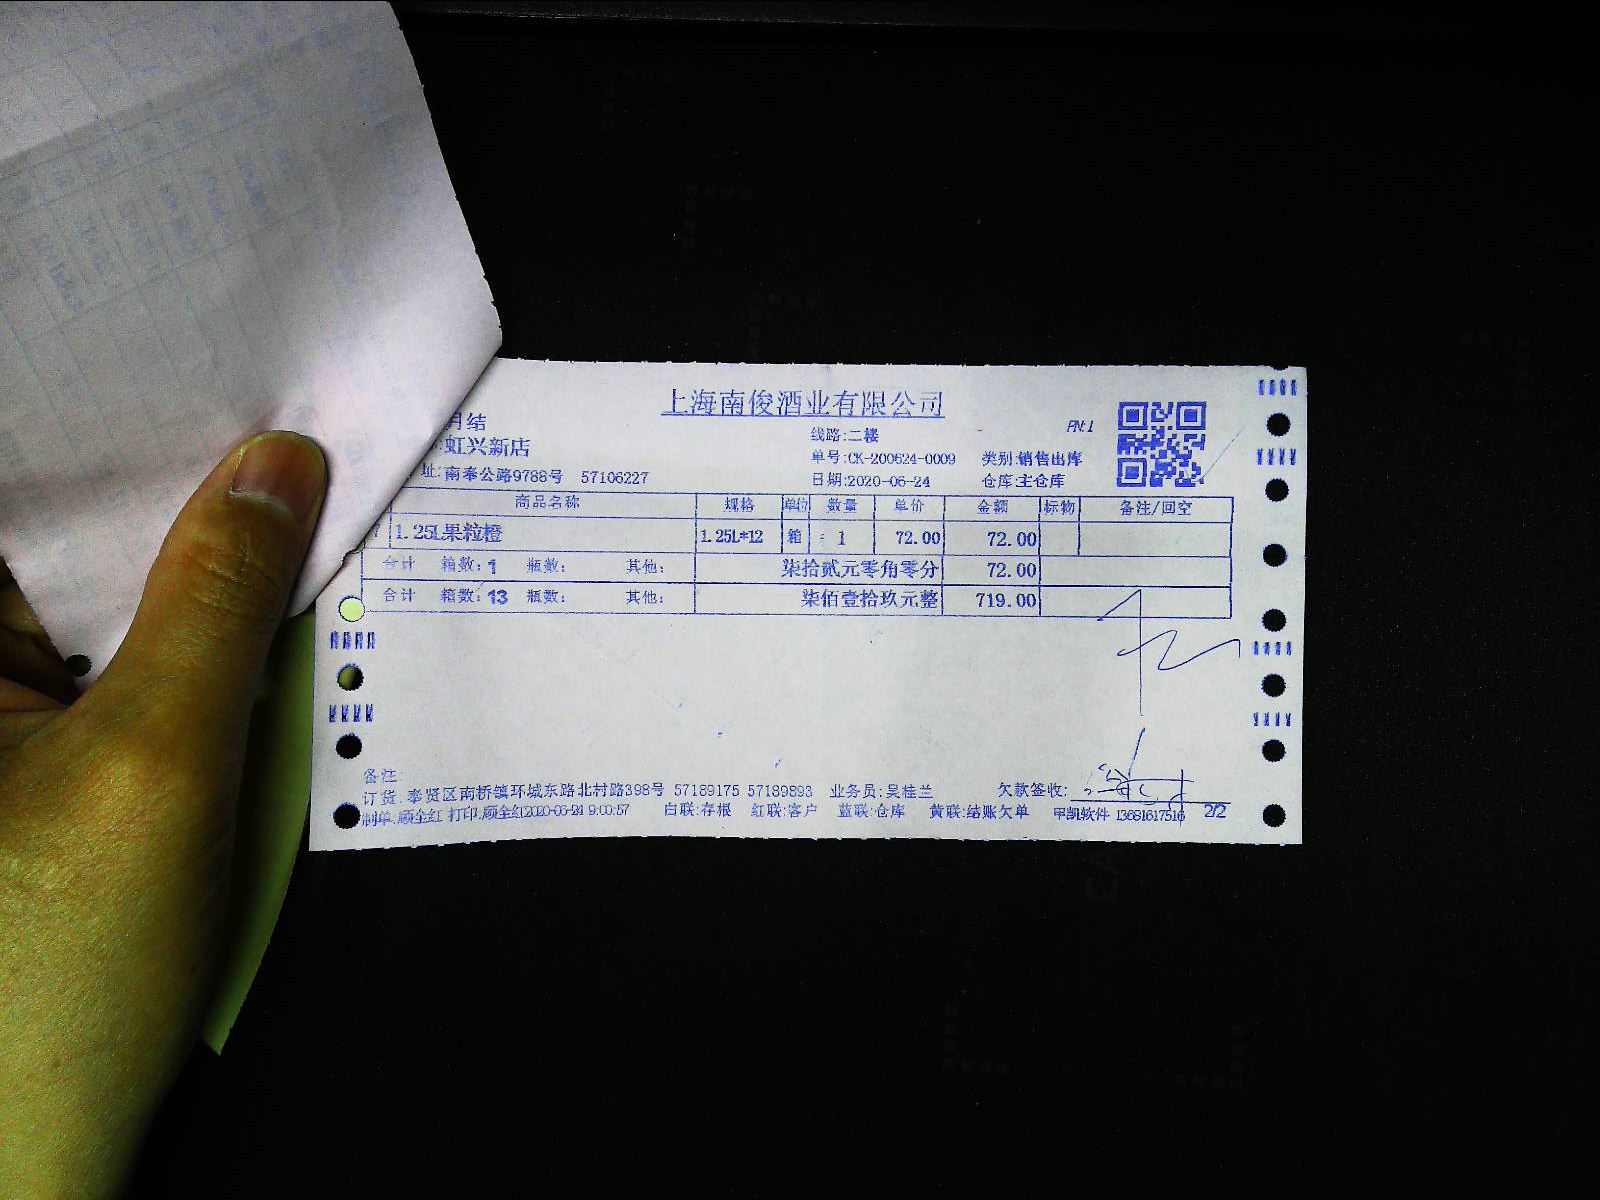 上海南俊酒业有限公司
月结 线路:二楼 PN:1
虹兴新店 单号:CK-200624-0009 类别:销售出库
址:南奉公路9788号 57106227 日期:2020-06-24 仓库:主仓库
商品名称 规格 单位 数量 单价 金额 标物 备注/回空
7 1.25L果粒橙 1.25L*12 箱 1 72.00 72.00
合计 箱数:1 瓶数: 其他: 柒拾贰元零角零分 72.00
合计 箱数:13 瓶数: 其他: 柒佰壹拾玖元整 719.00
备注:
订货.奉贤区南桥镇环城东路北村路398号 57189175 57189893 业务员:吴桂兰 欠款签收:
制单.顾全红 打印.顾全红2020-06-24 9:00:57 白联:存根 红联:客户 蓝联:仓库 黄联:结账欠单 甲凯软件 13681617516 2/2